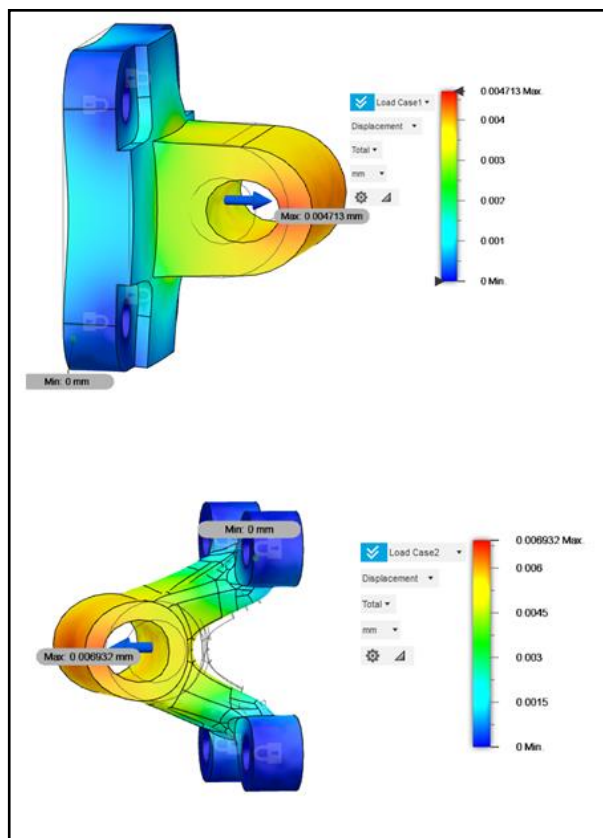 0.004713 Max.
Load Case1
0.004
Displacement
Total
0.003
mm
0.002
Max: 0.004713 mm
0.001
0 Min.
Min: 0 mm
Min: 0 mm
0.006932 Max.
Load Case2
0.006
Displacement
0.0045
Total
mm
0.003
Max: 0.006932 mm
0.0015
0 Min.